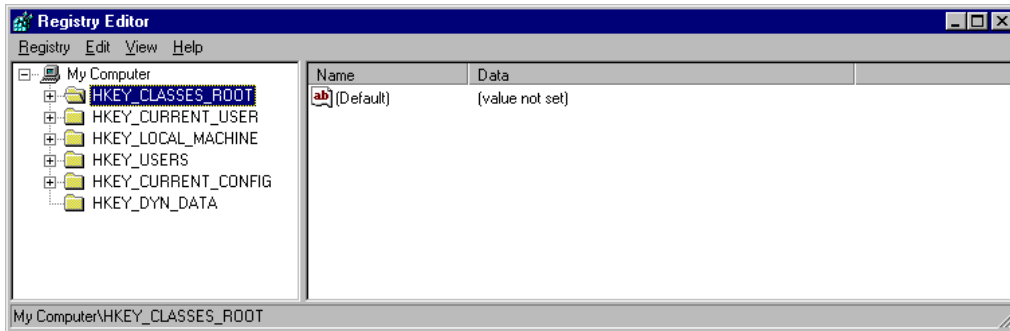 Registry Editor
Registry Edit View Help
My Computer
HKEY_CLASSES_ROOT
HKEY_CURRENT_USER
HKEY_LOCAL_MACHINE
HKEY_USERS
HKEY_CURRENT_CONFIG
HKEY_DYN_DATA
Name Data
ab (Default) (value not set)
My Computer\HKEY_CLASSES_ROOT